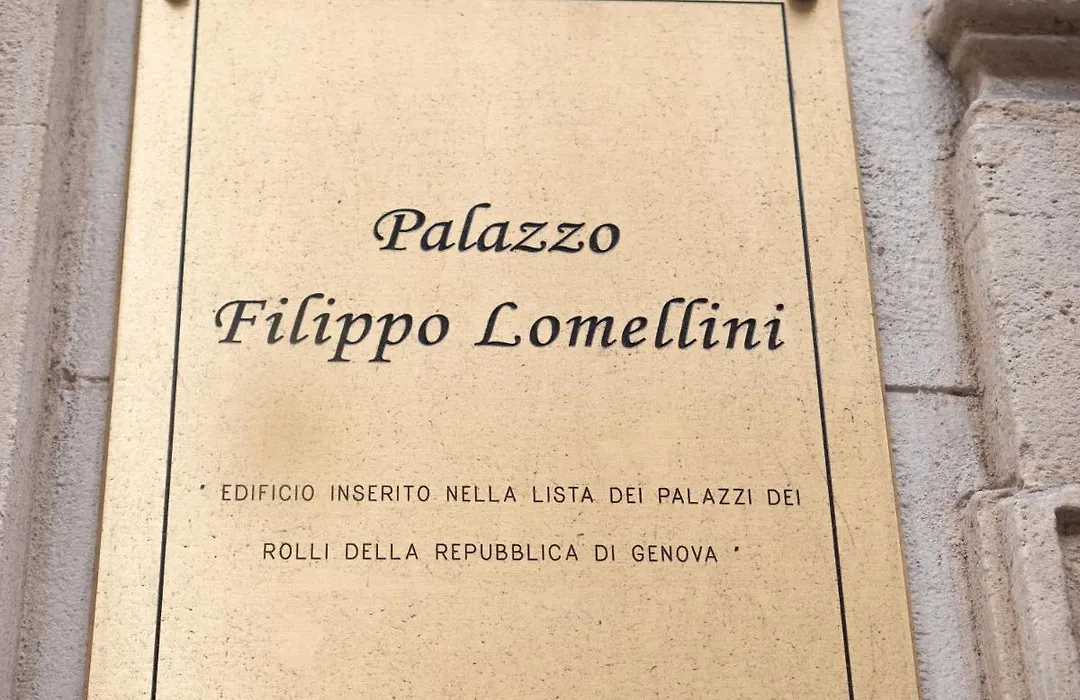 Palazzo
Filippo Lomellini
" EDIFICIO INSERITO NELLA LISTA DEI PALAZZI DEI
ROLLI DELLA REPUBBLICA DI GENOVA "